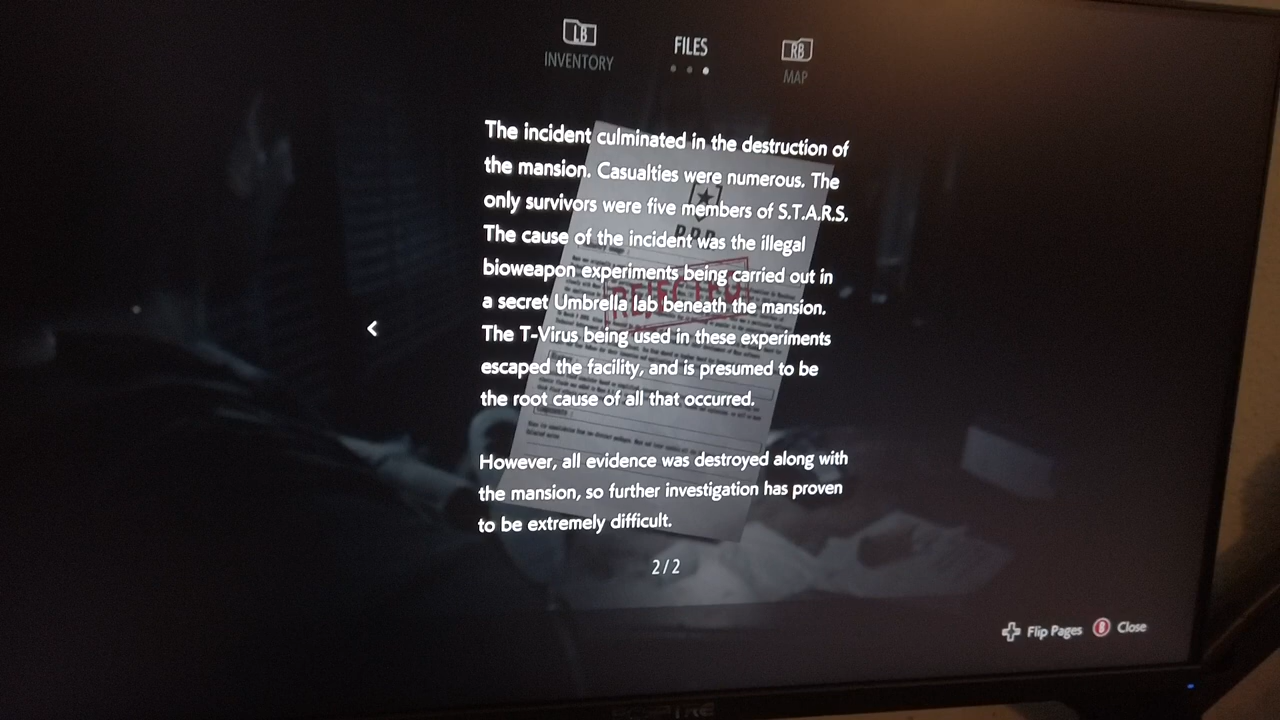 LB
INVENTORY
FILES
RB
MAP
The incident culminated in the destruction of
the mansion. Casualties were numerous. The
only survivors were five members of S.T.A.R.S.
The cause of the incident was the illegal
bioweapon experiments being carried out in
a secret Umbrella lab beneath the mansion.
The T-Virus being used in these experiments
escaped the facility, and is presumed to be
the root cause of all that occurred.
However, all evidence was destroyed along with
the mansion, so further investigation has proven
to be extremely difficult.
R.P.D.
REJECTED
2/2
Flip Pages B Close